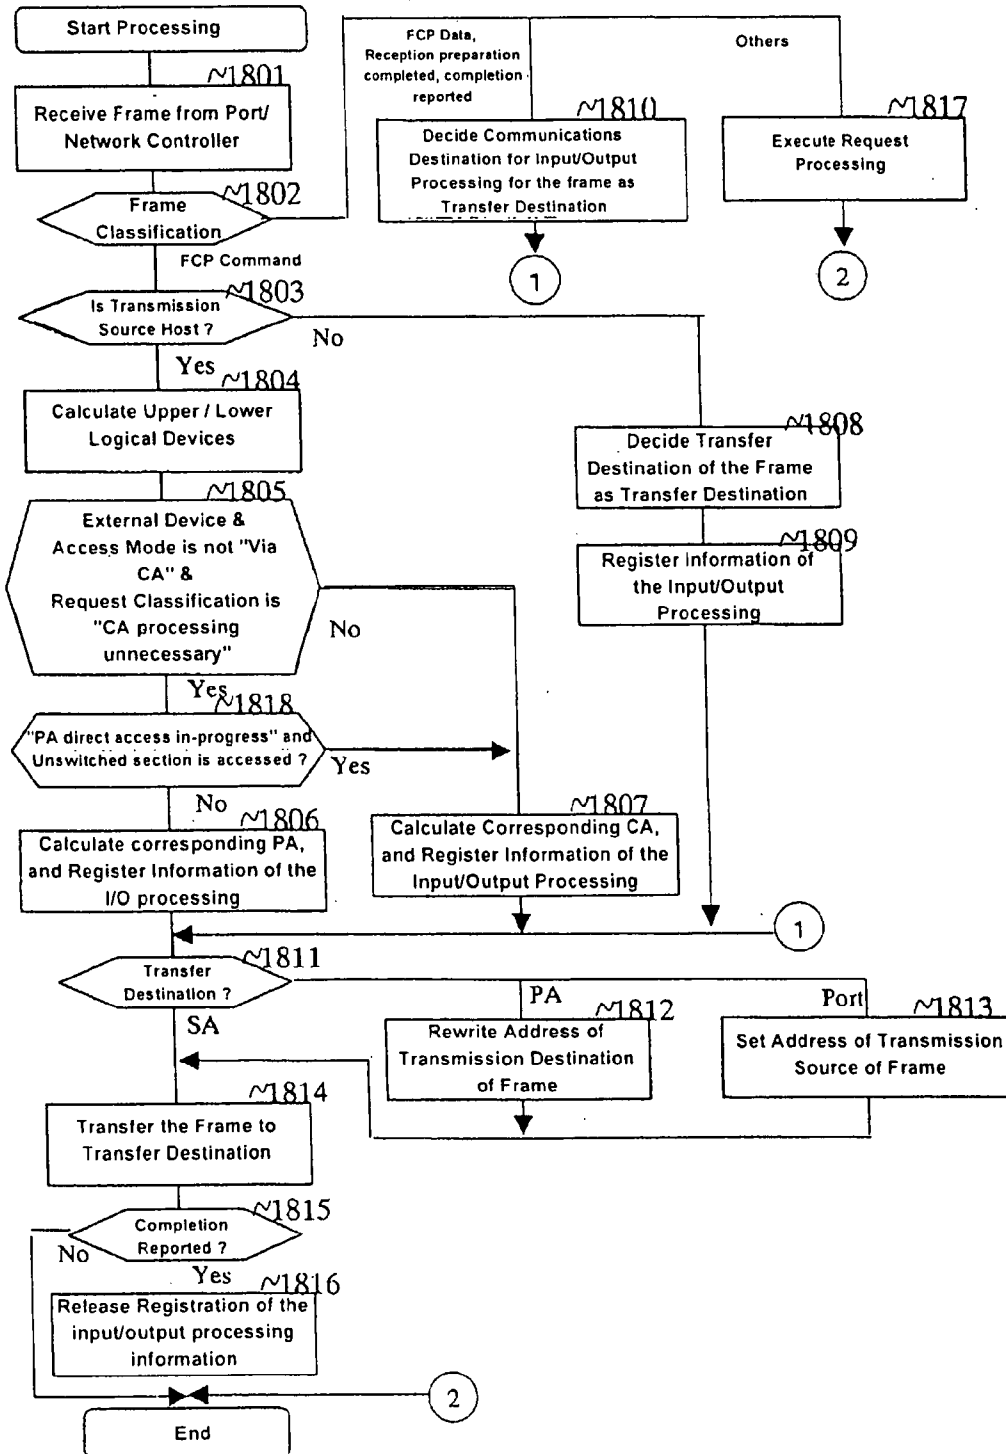 Start Processing
~1801
Receive Frame from Port/
Network Controller
~1802
Frame
Classification
FCP Data,
Reception preparation
completed, completion
reported
Others
~1810
Decide Communications
Destination for Input/Output
Processing for the frame as
Transfer Destination
~1817
Execute Request
Processing
1
2
FCP Command
~1803
Is Transmission
Source Host ?
No
Yes
~1804
Calculate Upper / Lower
Logical Devices
~1808
Decide Transfer
Destination of the Frame
as Transfer Destination
~1805
External Device &
Access Mode is not "Via
CA" &
Request Classification is
"CA processing
unnecessary"
No
Yes
~1809
Register Information of
the Input/Output
Processing
~1818
"PA direct access in-progress" and
Unswitched section is accessed ?
Yes
No
~1806
Calculate corresponding PA,
and Register Information of the
I/O processing
~1807
Calculate Corresponding CA,
and Register Information of the
Input/Output Processing
1
~1811
Transfer
Destination ?
SA
PA
Port
~1812
Rewrite Address of
Transmission Destination
of Frame
~1813
Set Address of Transmission
Source of Frame
~1814
Transfer the Frame to
Transfer Destination
~1815
Completion
Reported ?
No
Yes
~1816
Release Registration of the
input/output processing
information
2
End